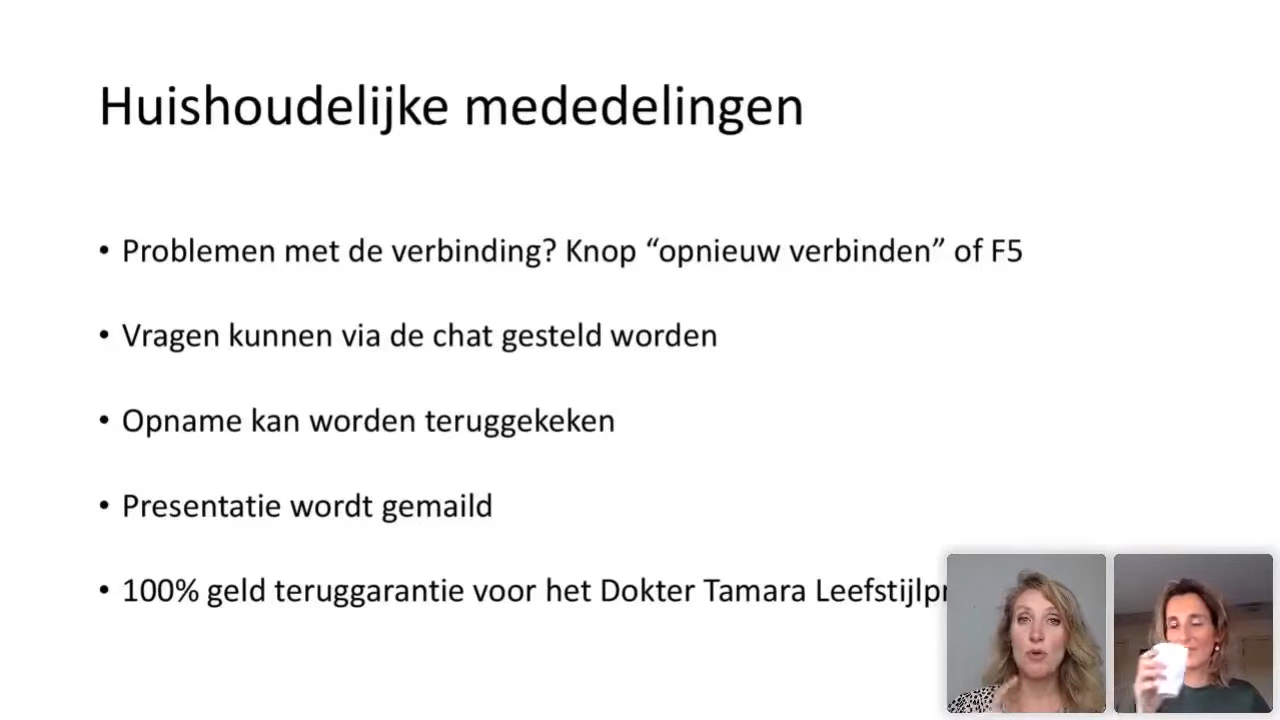 Huishoudelijke mededelingen
• Problemen met de verbinding? Knop “opnieuw verbinden” of F5
• Vragen kunnen via de chat gesteld worden
• Opname kan worden teruggekeken
• Presentatie wordt gemaild
• 100% geld teruggarantie voor het Dokter Tamara